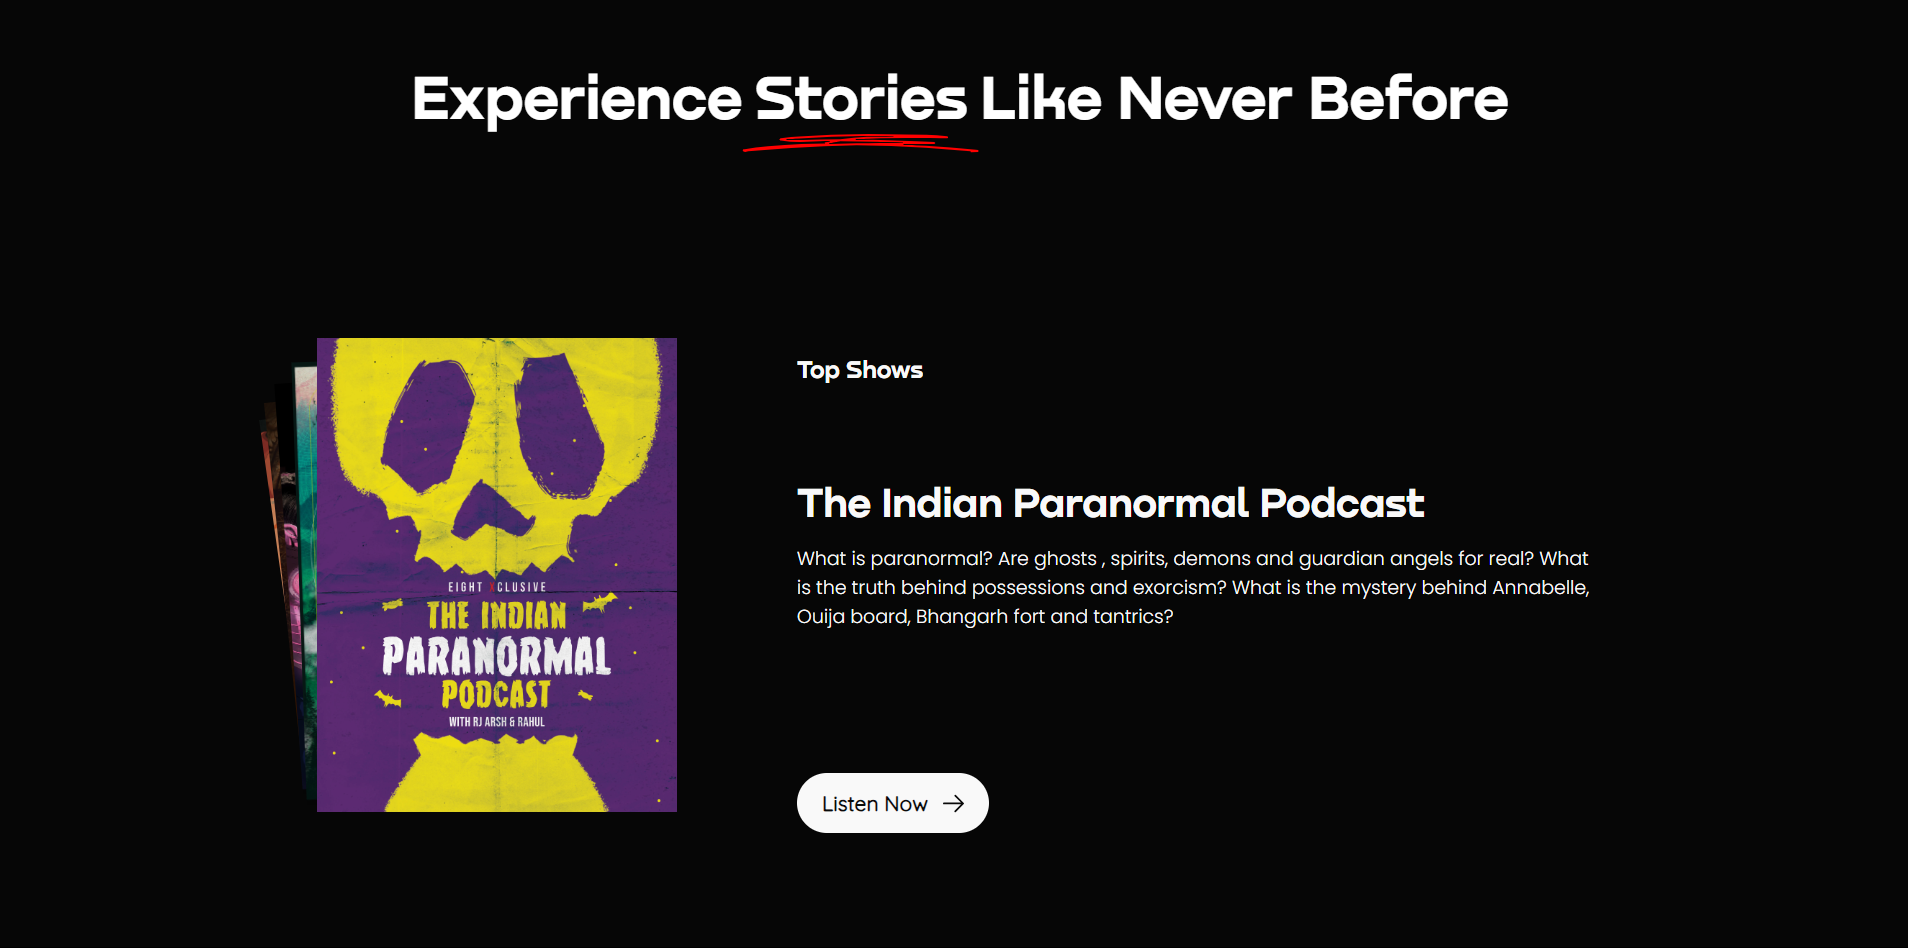 Experience Stories Like Never Before
EIGHT XCLUSIVE
THE INDIAN
PARANORMAL
PODCAST
WITH RJ ARSH & RAHUL
Top Shows
The Indian Paranormal Podcast
What is paranormal? Are ghosts , spirits, demons and guardian angels for real? What
is the truth behind possessions and exorcism? What is the mystery behind Annabelle,
Ouija board, Bhangarh fort and tantrics?
Listen Now